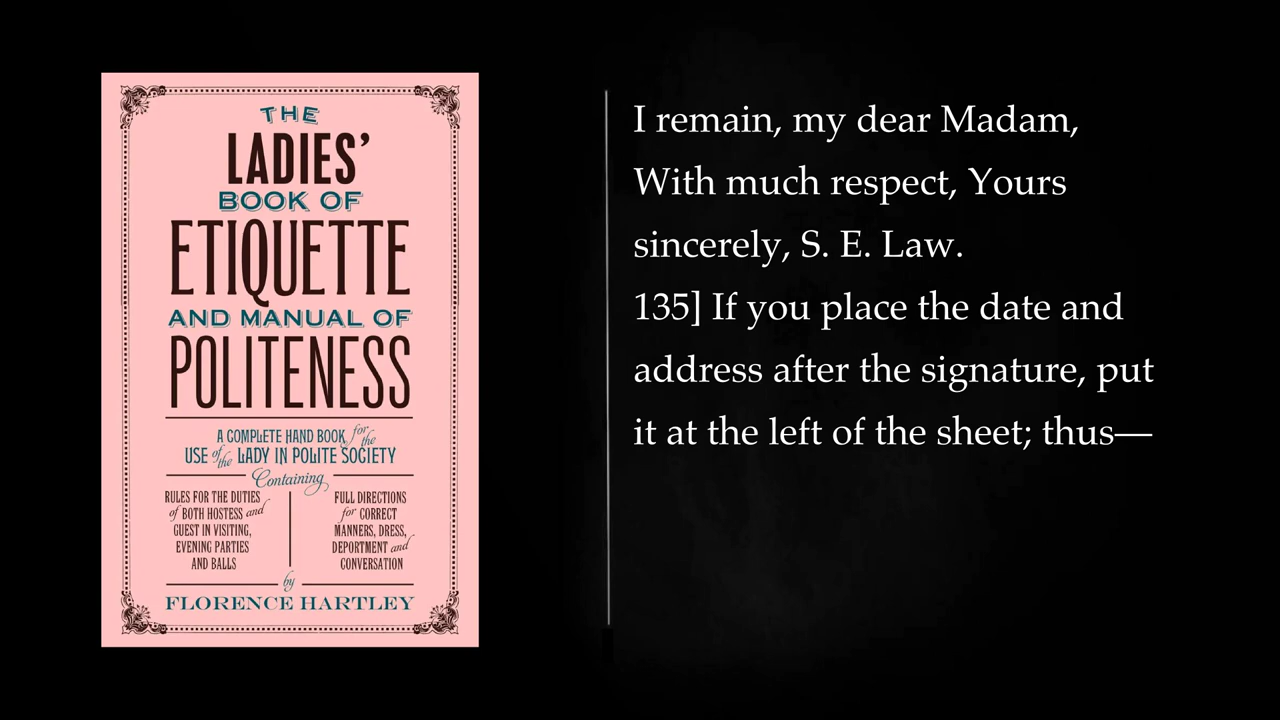 THE
LADIES’
BOOK OF
ETIQUETTE
AND MANUAL OF
POLITENESS
A COMPLETE HAND BOOK for the
USE of the LADY IN POLITE SOCIETY
Containing
RULES FOR THE DUTIES
of BOTH HOSTESS and
GUEST IN VISITING,
EVENING PARTIES
AND BALLS
FULL DIRECTIONS
for CORRECT
MANNERS, DRESS,
DEPORTMENT and
CONVERSATION
by
FLORENCE HARTLEY
I remain, my dear Madam,
With much respect, Yours
sincerely, S. E. Law.
135] If you place the date and
address after the signature, put
it at the left of the sheet; thus—